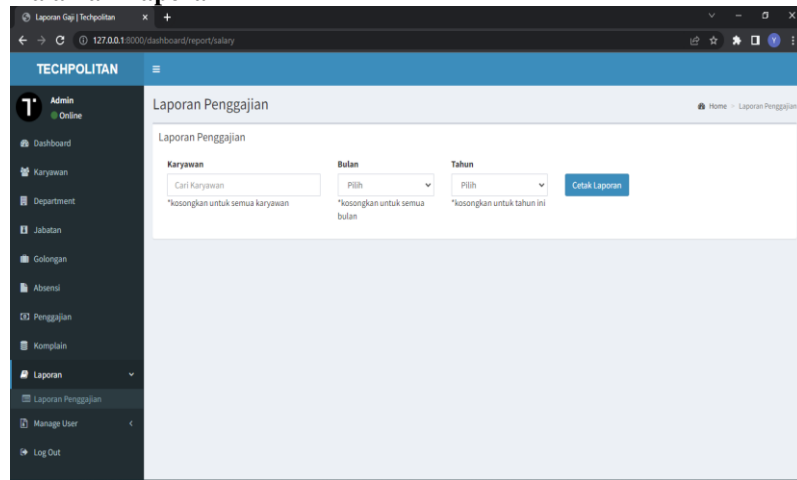 Laporan Gaji | Techpolitan
127.0.0.1:8000/dashboard/report/salary
Y
TECHPOLITAN
T
Admin
Online
Dashboard
Karyawan
Department
Jabatan
Golongan
Absensi
Penggajian
Komplain
Laporan
Laporan Penggajian
Manage User
Log Out
Laporan Penggajian
Home > Laporan Penggajian
Laporan Penggajian
Karyawan
Cari Karyawan
*kosongkan untuk semua karyawan
Bulan
Pilih
*kosongkan untuk semua
bulan
Tahun
Pilih
*kosongkan untuk tahun ini
Cetak Laporan